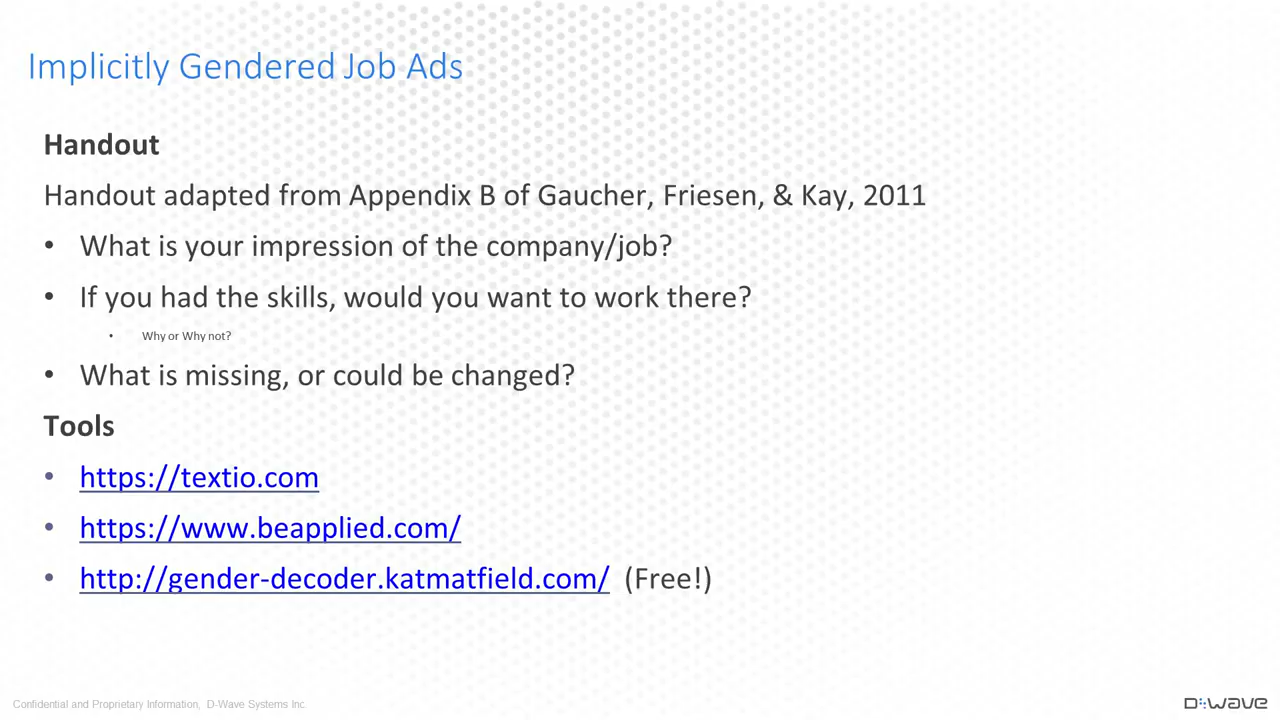 Implicitly Gendered Job Ads
Handout
Handout adapted from Appendix B of Gaucher, Friesen, & Kay, 2011
• What is your impression of the company/job?
• If you had the skills, would you want to work there?
• Why or Why not?
• What is missing, or could be changed?
Tools
• https://textio.com
• https://www.beapplied.com/
• http://gender-decoder.katmatfield.com/ (Free!)
Confidential and Proprietary Information, D-Wave Systems Inc.
D:wave